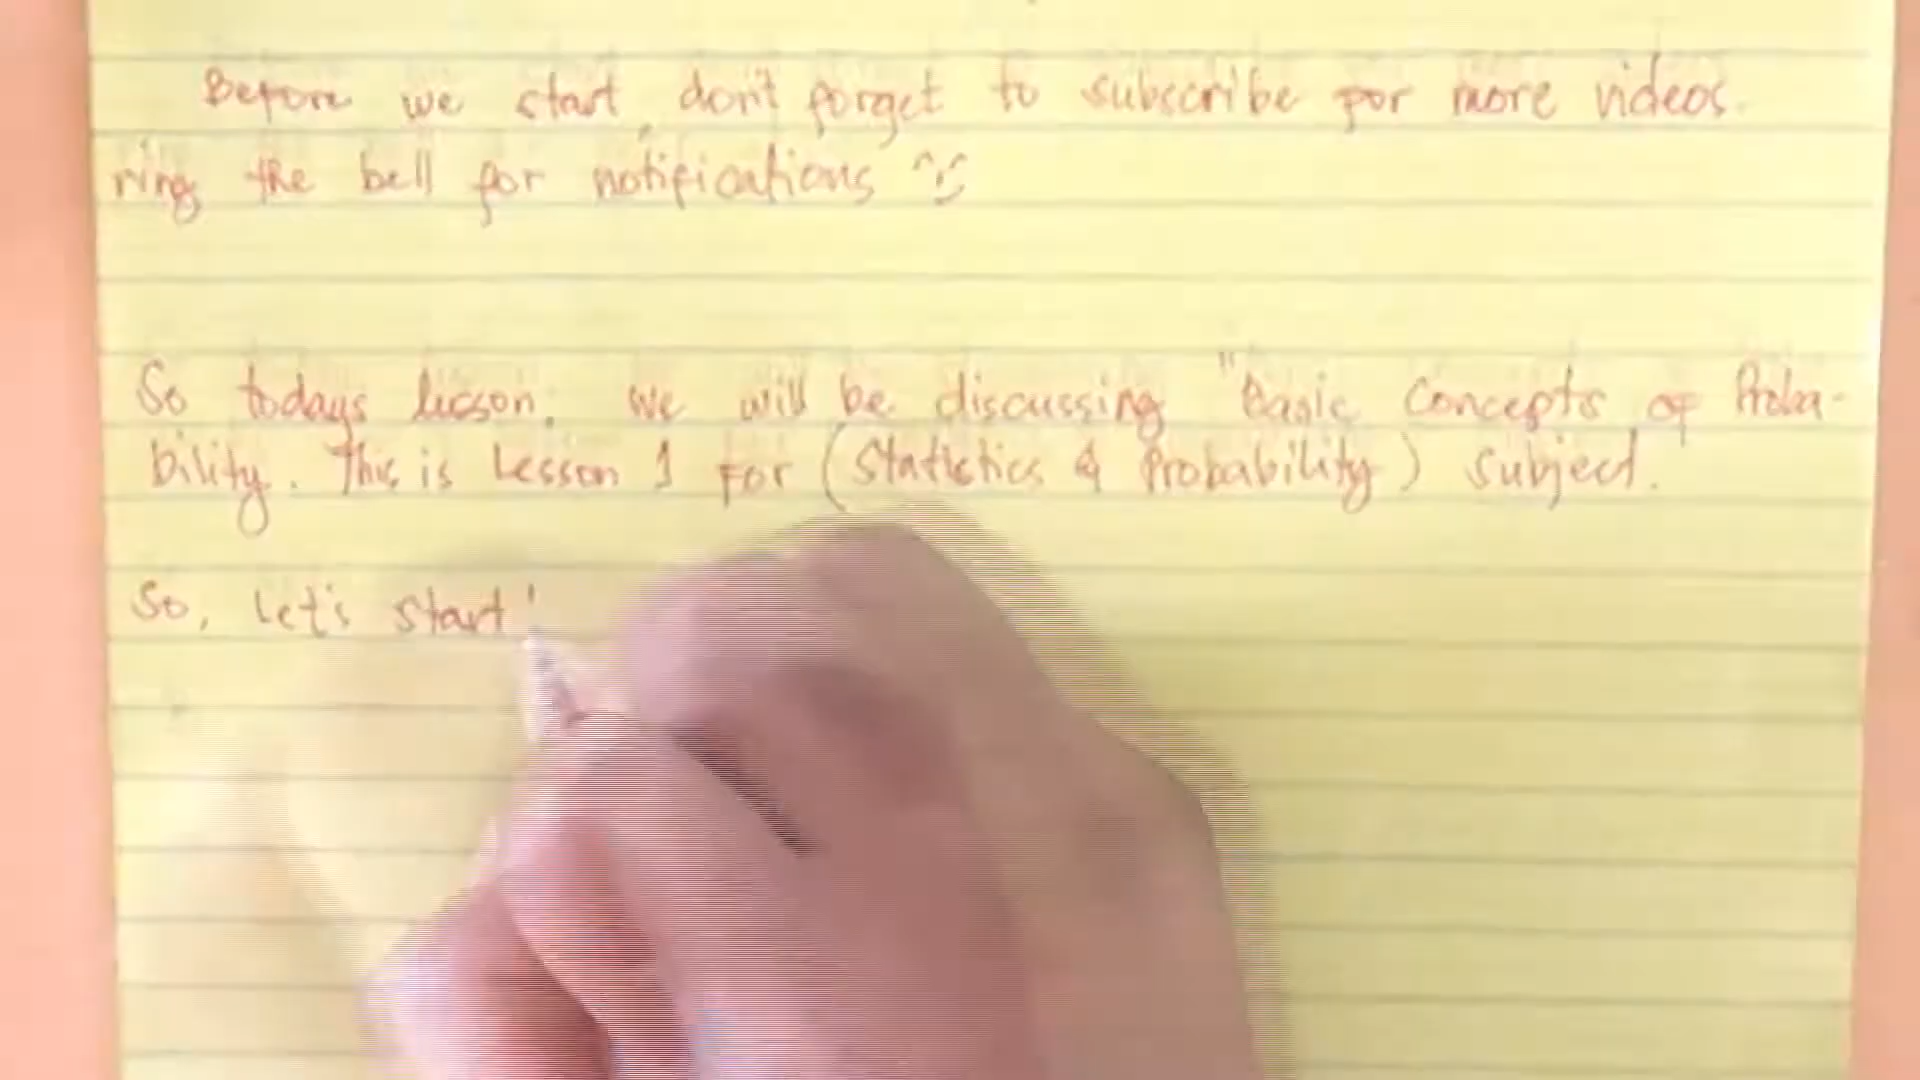 Before we start, don't forget to subscribe for more videos
ring the bell for notifications
So todays lesson, we will be discussing "Basic Concepts of Proba-
bility. This is Lesson 1 For (Statistics & Probability) subject.
So, Let's start!